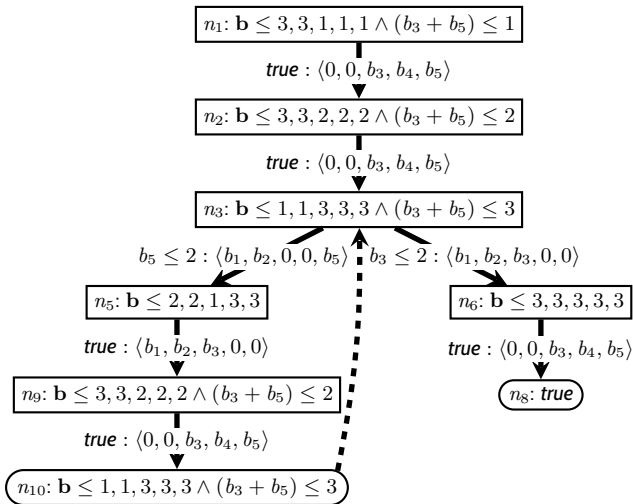 n₁: b ≤ 3, 3, 1, 1, 1 ∧ (b₃ + b₅) ≤ 1
true : ⟨0, 0, b₃, b₄, b₅⟩
n₂: b ≤ 3, 3, 2, 2, 2 ∧ (b₃ + b₅) ≤ 2
true : ⟨0, 0, b₃, b₄, b₅⟩
n₃: b ≤ 1, 1, 3, 3, 3 ∧ (b₃ + b₅) ≤ 3
b₅ ≤ 2 : ⟨b₁, b₂, 0, 0, b₅⟩ b₃ ≤ 2 : ⟨b₁, b₂, b₃, 0, 0⟩
n₅: b ≤ 2, 2, 1, 3, 3 n₆: b ≤ 3, 3, 3, 3, 3
true : ⟨b₁, b₂, b₃, 0, 0⟩ true : ⟨0, 0, b₃, b₄, b₅⟩
n₉: b ≤ 3, 3, 2, 2, 2 ∧ (b₃ + b₅) ≤ 2 n₈: true
true : ⟨0, 0, b₃, b₄, b₅⟩
n₁₀: b ≤ 1, 1, 3, 3, 3 ∧ (b₃ + b₅) ≤ 3